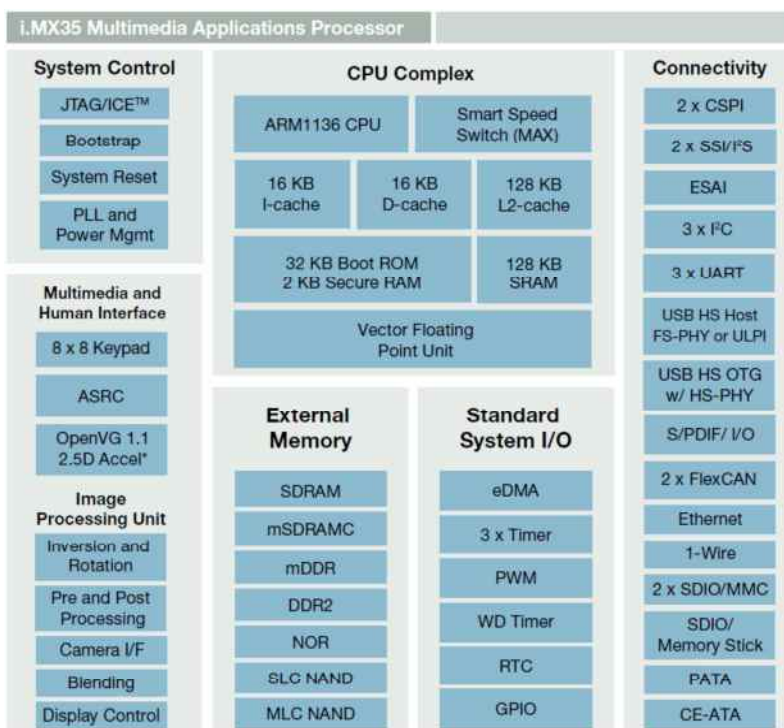 i.MX35 Multimedia Applications Processor
System Control
JTAG/ICE™
Bootstrap
System Reset
PLL and
Power Mgmt
Multimedia and
Human Interface
8 x 8 Keypad
ASRC
OpenVG 1.1
2.5D Accel*
Image
Processing Unit
Inversion and
Rotation
Pre and Post
Processing
Camera I/F
Blending
Display Control
CPU Complex
ARM1136 CPU
Smart Speed
Switch (MAX)
16 KB
I-cache
16 KB
D-cache
128 KB
L2-cache
32 KB Boot ROM
2 KB Secure RAM
128 KB
SRAM
Vector Floating
Point Unit
External
Memory
SDRAM
mSDRAMC
mDDR
DDR2
NOR
SLC NAND
MLC NAND
Standard
System I/O
eDMA
3 x Timer
PWM
WD Timer
RTC
GPIO
Connectivity
2 x CSPI
2 x SSI/I²S
ESAI
3 x I²C
3 x UART
USB HS Host
FS-PHY or ULPI
USB HS OTG
w/ HS-PHY
S/PDIF/ I/O
2 x FlexCAN
Ethernet
1-Wire
2 x SDIO/MMC
SDIO/
Memory Stick
PATA
CE-ATA